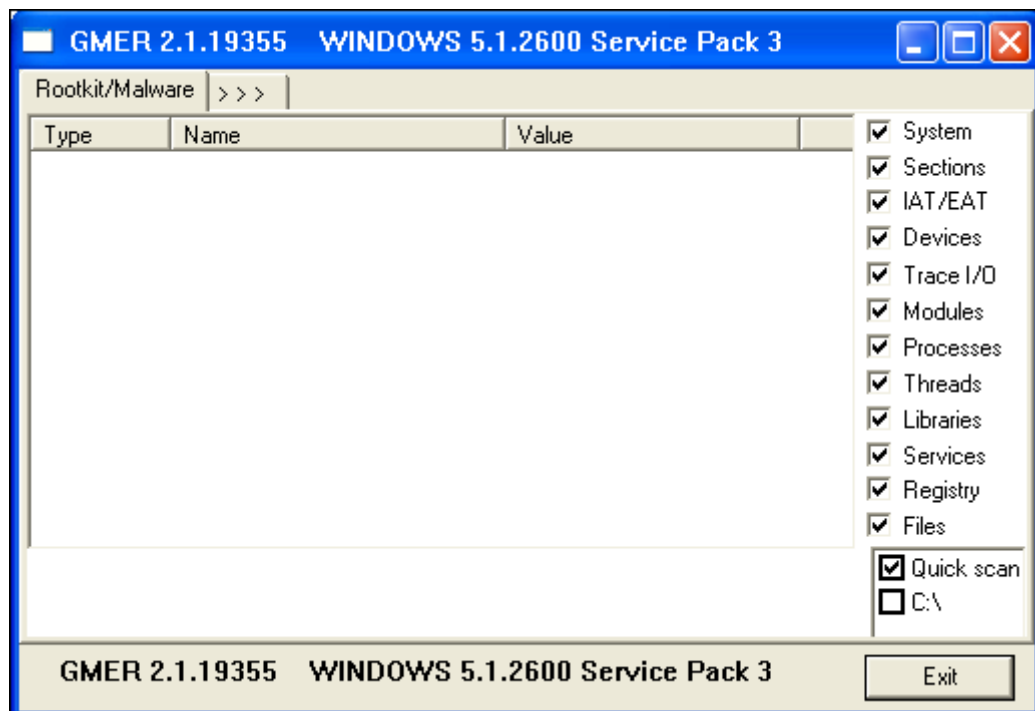 GMER 2.1.19355 WINDOWS 5.1.2600 Service Pack 3
Rootkit/Malware > > >
Type Name Value
System
Sections
IAT/EAT
Devices
Trace I/O
Modules
Processes
Threads
Libraries
Services
Registry
Files
Quick scan
C:\
GMER 2.1.19355 WINDOWS 5.1.2600 Service Pack 3
Exit